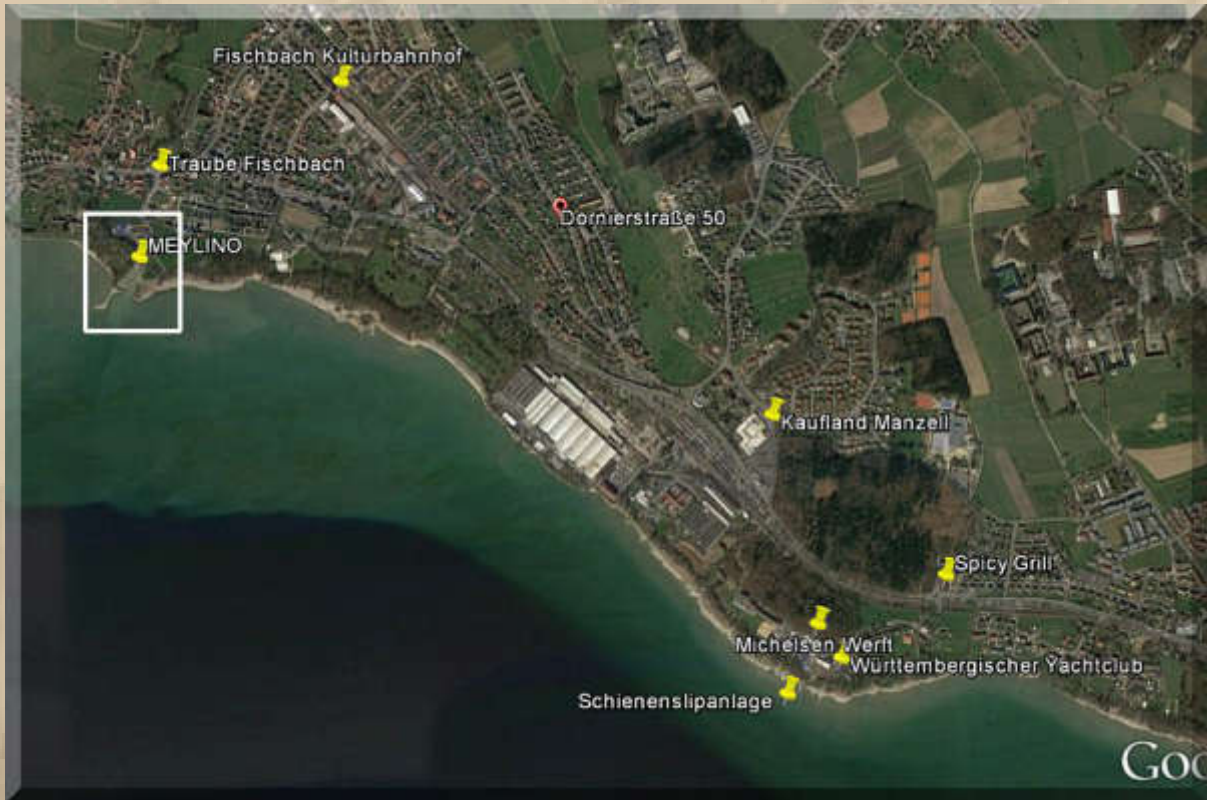 Fischbach Kulturbahnhof
Traube Fischbach
Dornierstraße 50
MEYLINO
Kaufland Manzell
Spicy Grill
Michelsen Werft
Württembergischer Yachtclub
Schienenslipanlage
Goo